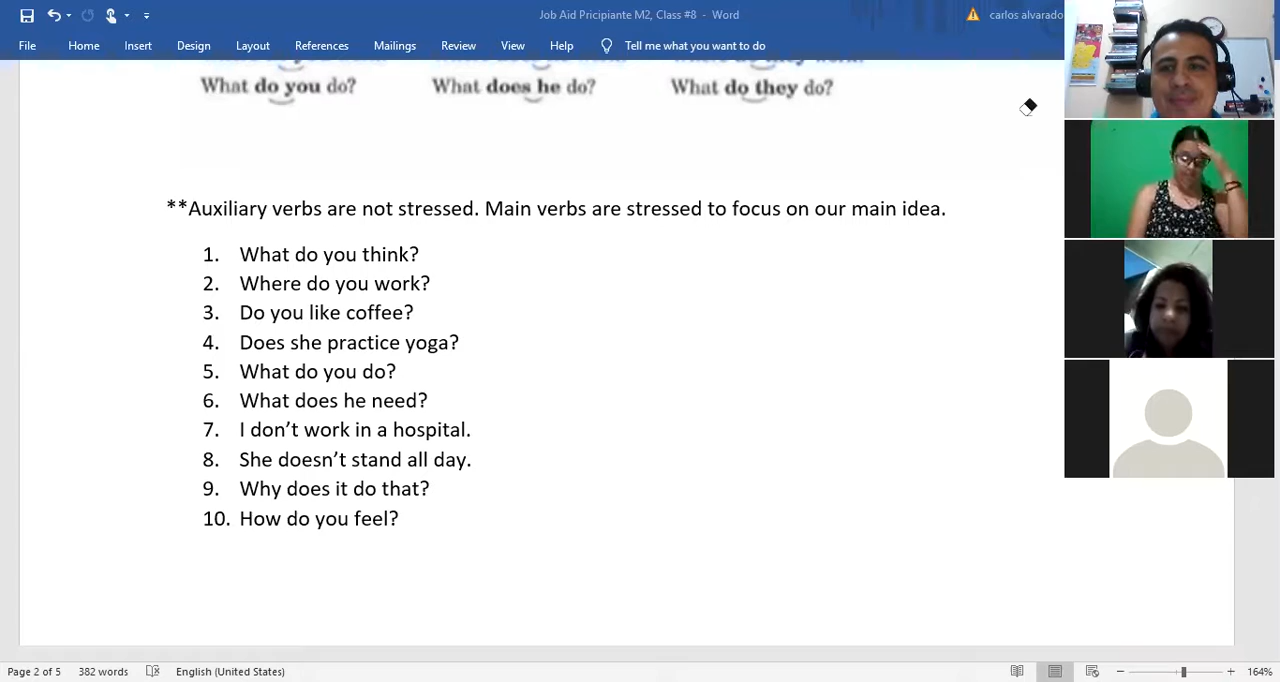 Job Aid Pricipiante M2, Class #8 - Word
carlos alvarado
File Home Insert Design Layout References Mailings Review View Help Tell me what you want to do
What do you do? What does he do? What do they do?
**Auxiliary verbs are not stressed. Main verbs are stressed to focus on our main idea.
1. What do you think?
2. Where do you work?
3. Do you like coffee?
4. Does she practice yoga?
5. What do you do?
6. What does he need?
7. I don’t work in a hospital.
8. She doesn’t stand all day.
9. Why does it do that?
10. How do you feel?
Page 2 of 5 382 words English (United States) 164%